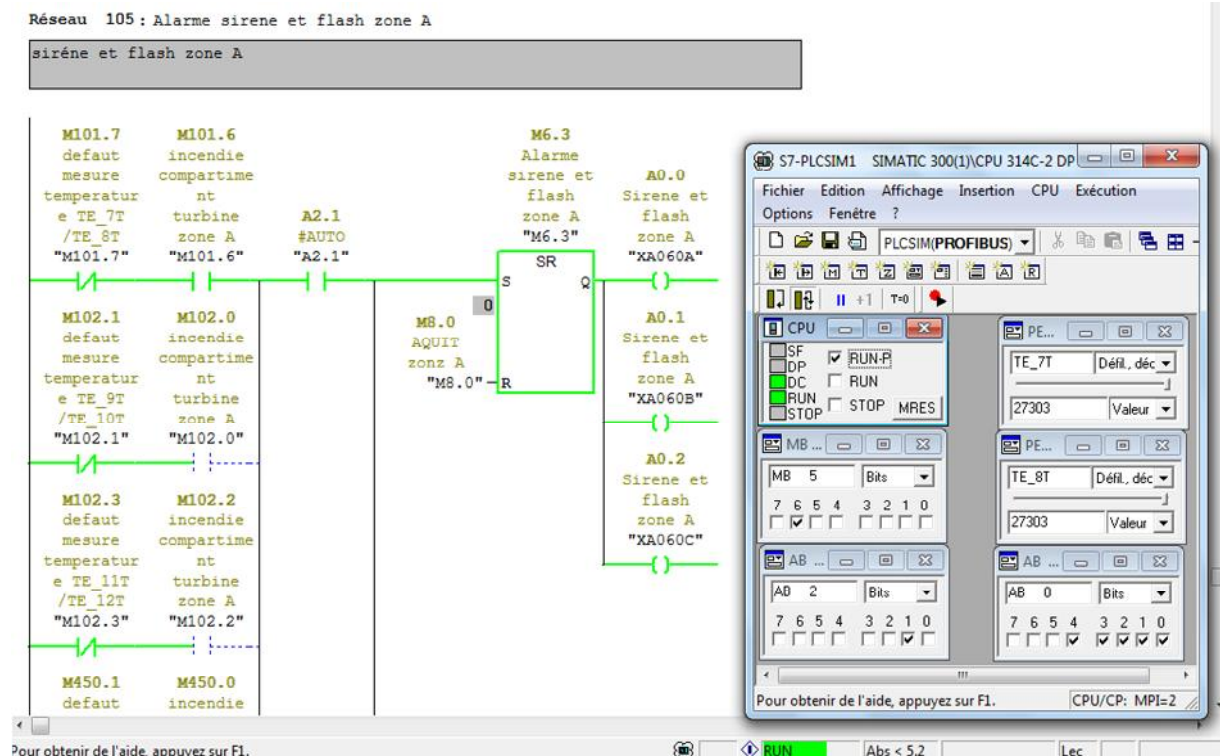 Réseau 105 : Alarme sirene et flash zone A
siréne et flash zone A
M101.7
defaut
mesure
temperatur
e TE_7T
/TE_8T
"M101.7"
M101.6
incendie
compartime
nt
turbine
zone A
"M101.6"
A2.1
#AUTO
"A2.1"
M6.3
Alarme
sirene et
flash
zone A
"M6.3"
SR
S
Q
0
M8.0
AQUIT
zonz A
"M8.0"
R
A0.0
Sirene et
flash
zone A
"XA060A"
A0.1
Sirene et
flash
zone A
"XA060B"
A0.2
Sirene et
flash
zone A
"XA060C"
M102.1
defaut
mesure
temperatur
e TE_9T
/TE_10T
"M102.1"
M102.0
incendie
compartime
nt
turbine
zone A
"M102.0"
M102.3
defaut
mesure
temperatur
e TE_11T
/TE_12T
"M102.3"
M102.2
incendie
compartime
nt
turbine
zone A
"M102.2"
M450.1
defaut
M450.0
incendie
S7-PLCSIM1 SIMATIC 300(1)\CPU 314C-2 DP
Fichier Edition Affichage Insertion CPU Exécution
Options Fenêtre ?
PLCSIM(PROFIBUS)
+1 T=0
CPU
SF
DP
DC
RUN
STOP
RUN-P
RUN
STOP MRES
PE...
TE_7T Défil., déc
27303 Valeur
MB ...
MB 5 Bits
7 6 5 4 3 2 1 0
PE...
TE_8T Défil., déc
27303 Valeur
AB ...
AB 2 Bits
7 6 5 4 3 2 1 0
AB ...
AB 0 Bits
7 6 5 4 3 2 1 0
Pour obtenir de l'aide, appuyez sur F1. CPU/CP: MPI=2
Pour obtenir de l'aide, appuyez sur F1. RUN Abs < 5.2 Lec